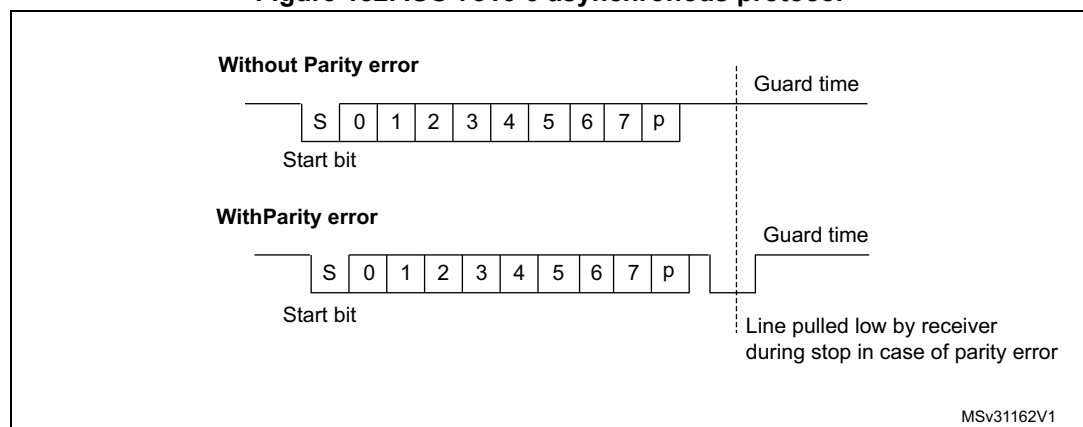 Without Parity error
Guard time
S 0 1 2 3 4 5 6 7 p
Start bit
WithParity error
Guard time
S 0 1 2 3 4 5 6 7 p
Start bit
Line pulled low by receiver
during stop in case of parity error
MSv31162V1